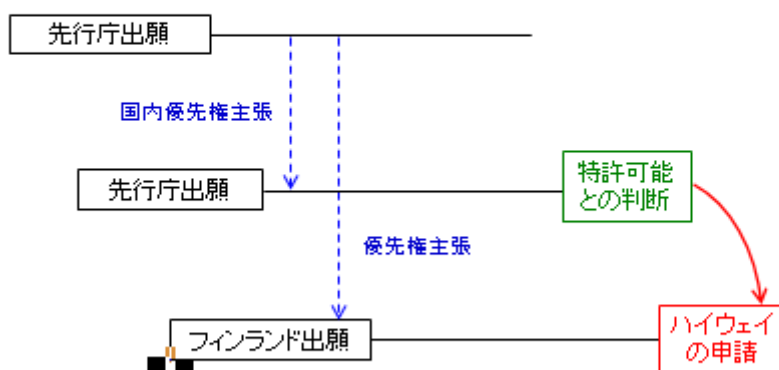 先行庁出願
国内優先権主張
先行庁出願
特許可能
との判断
優先権主張
フィンランド出願
ハイウェイ
の申請